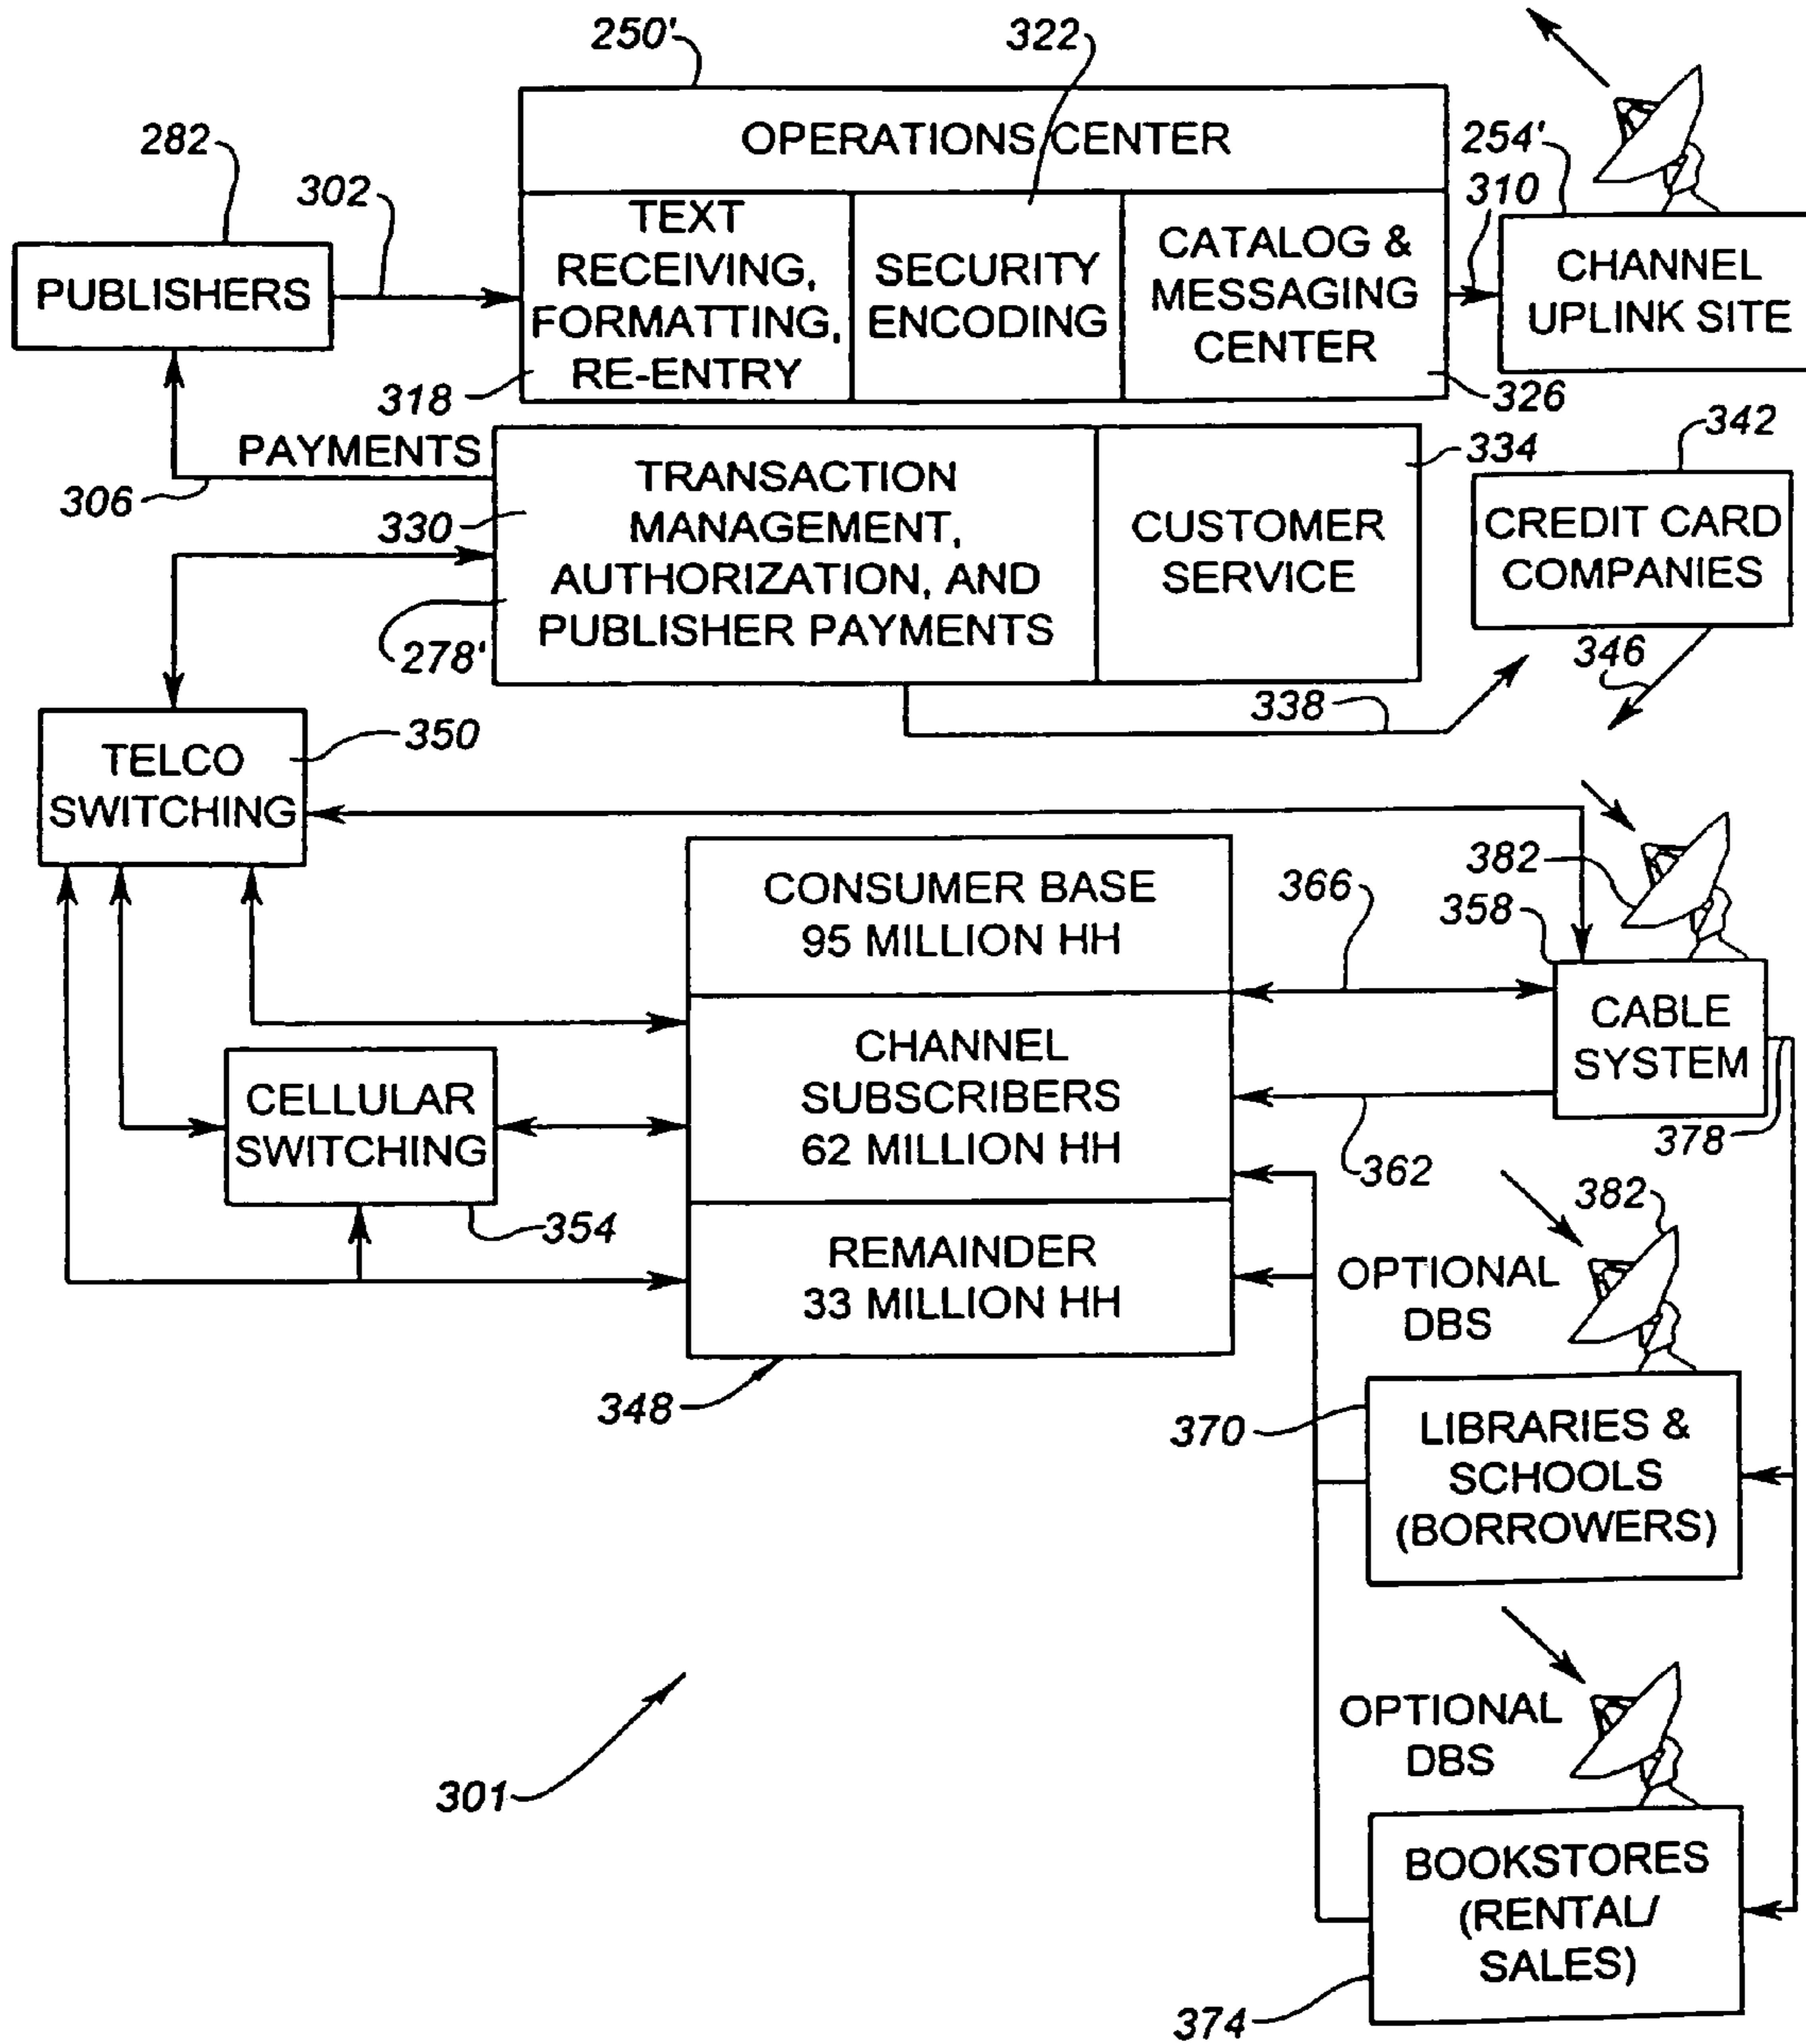 250'
322
OPERATIONS CENTER
282
302
254'
310
PUBLISHERS
TEXT
RECEIVING,
FORMATTING,
RE-ENTRY
318
SECURITY
ENCODING
CATALOG &
MESSAGING
CENTER
326
CHANNEL
UPLINK SITE
PAYMENTS
306
330
TRANSACTION
MANAGEMENT,
AUTHORIZATION, AND
PUBLISHER PAYMENTS
278'
CUSTOMER
SERVICE
334
342
CREDIT CARD
COMPANIES
346
338
TELCO
SWITCHING
350
CONSUMER BASE
95 MILLION HH
366
382
358
CABLE
SYSTEM
378
CHANNEL
SUBSCRIBERS
62 MILLION HH
362
CELLULAR
SWITCHING
354
REMAINDER
33 MILLION HH
348
382
OPTIONAL
DBS
370
LIBRARIES &
SCHOOLS
(BORROWERS)
OPTIONAL
DBS
301
BOOKSTORES
(RENTAL/
SALES)
374